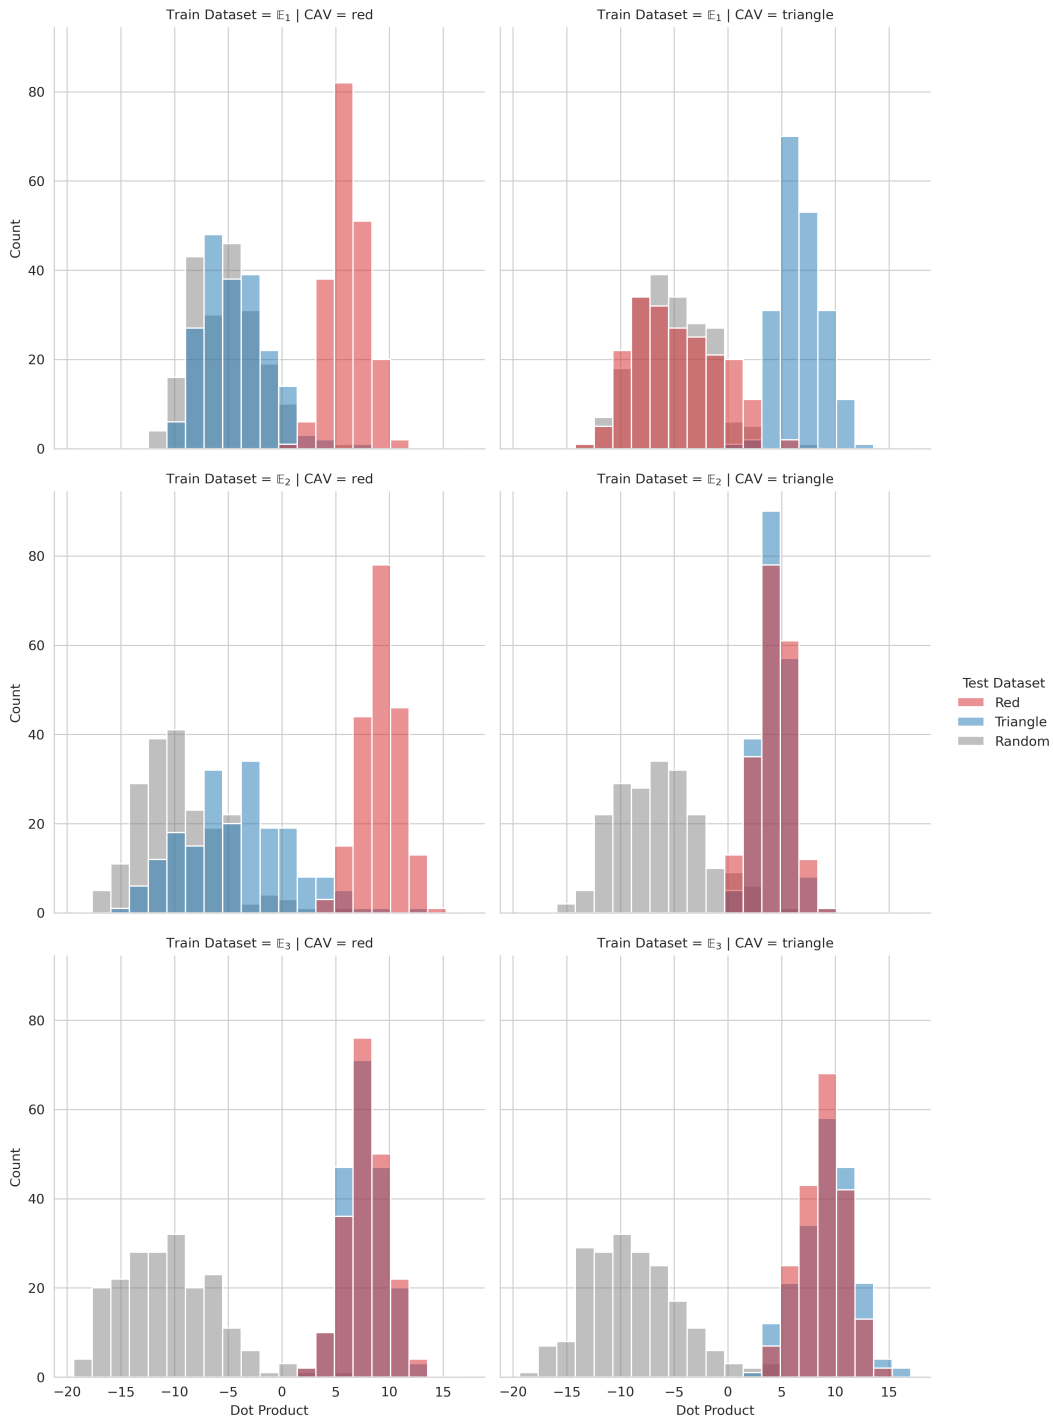 Train Dataset = 𝔼₁ | CAV = red
Train Dataset = 𝔼₁ | CAV = triangle
80
60
40
20
0
Count
Train Dataset = 𝔼₂ | CAV = red
Train Dataset = 𝔼₂ | CAV = triangle
80
60
40
20
0
Count
Test Dataset
Red
Triangle
Random
Train Dataset = 𝔼₃ | CAV = red
Train Dataset = 𝔼₃ | CAV = triangle
80
60
40
20
0
Count
−20 −15 −10 −5 0 5 10 15
Dot Product
−20 −15 −10 −5 0 5 10 15
Dot Product